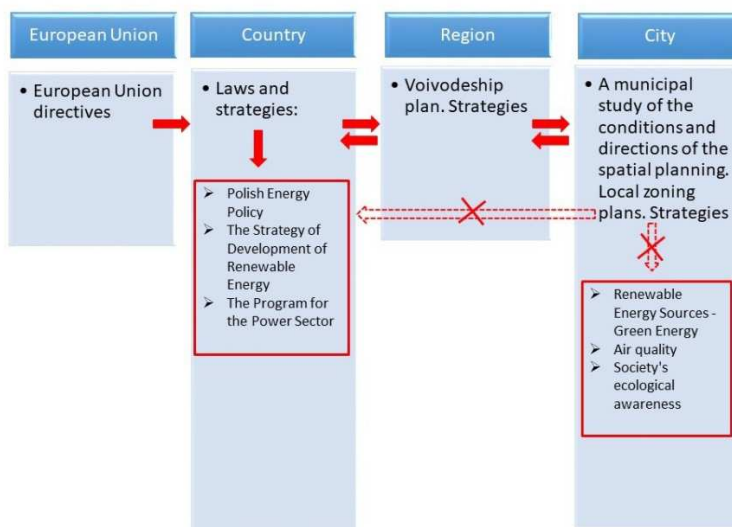 European Union
• European Union
directives
Country
• Laws and
strategies:
➢ Polish Energy
Policy
➢ The Strategy of
Development of
Renewable
Energy
➢ The Program for
the Power Sector
Region
• Voivodeship
plan. Strategies
City
• A municipal
study of the
conditions and
directions of the
spatial planning.
Local zoning
plans. Strategies
➢ Renewable
Energy Sources -
Green Energy
➢ Air quality
➢ Society's
ecological
awareness